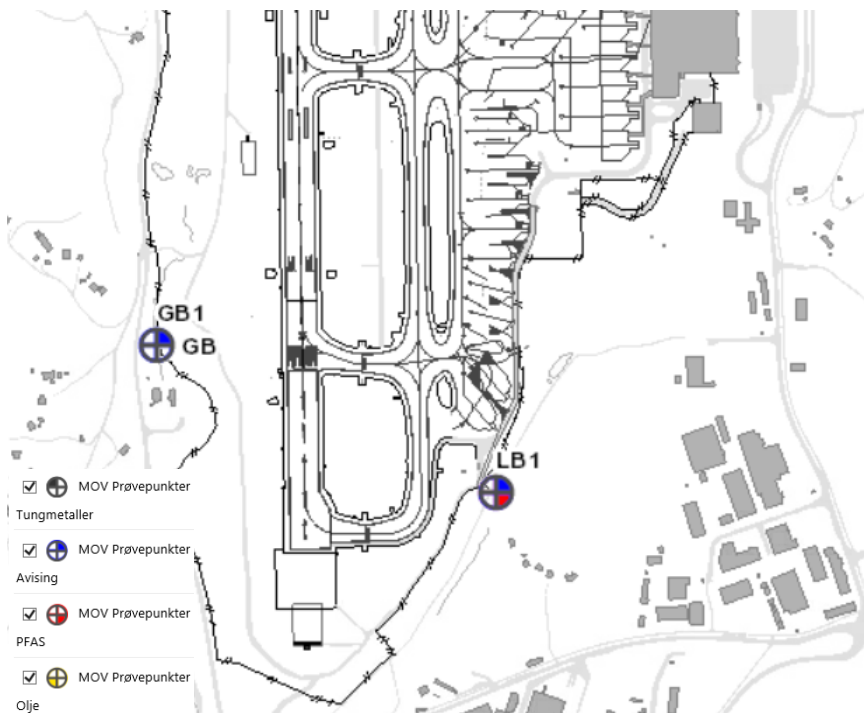 GB1
GB
LB1
MOV Prøvepunkter
Tungmetaller
MOV Prøvepunkter
Avising
MOV Prøvepunkter
PFAS
MOV Prøvepunkter
Olje